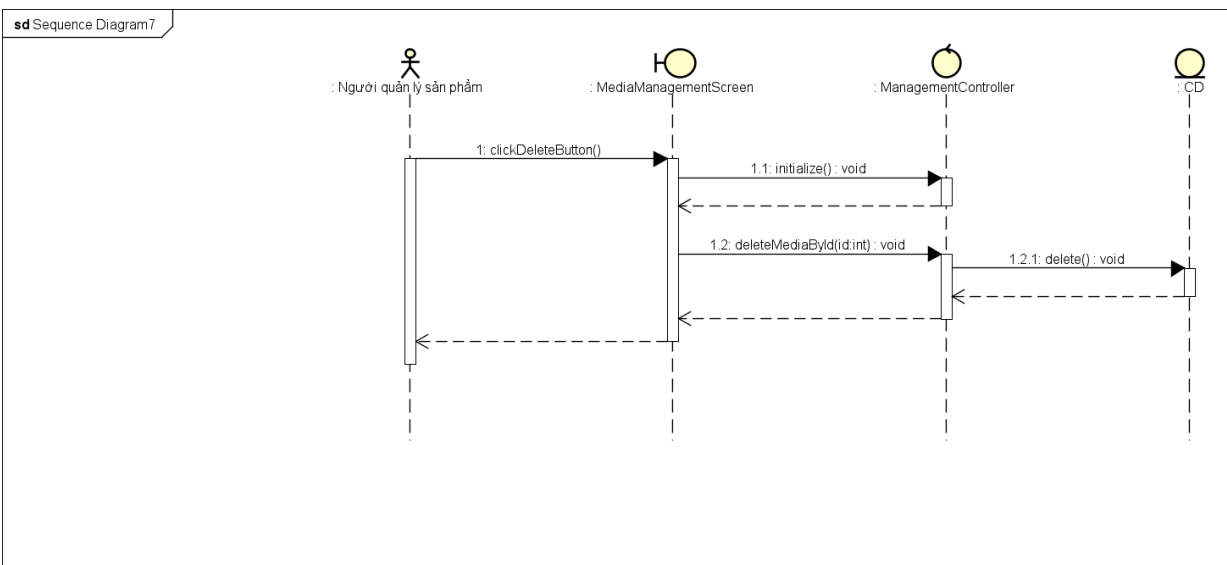 sd Sequence Diagram7
: Người quản lý sản phẩm
: MediaManagementScreen
: ManagementController
: CD
1: clickDeleteButton()
1.1: initialize() : void
1.2: deleteMediaById(id:int) : void
1.2.1: delete() : void